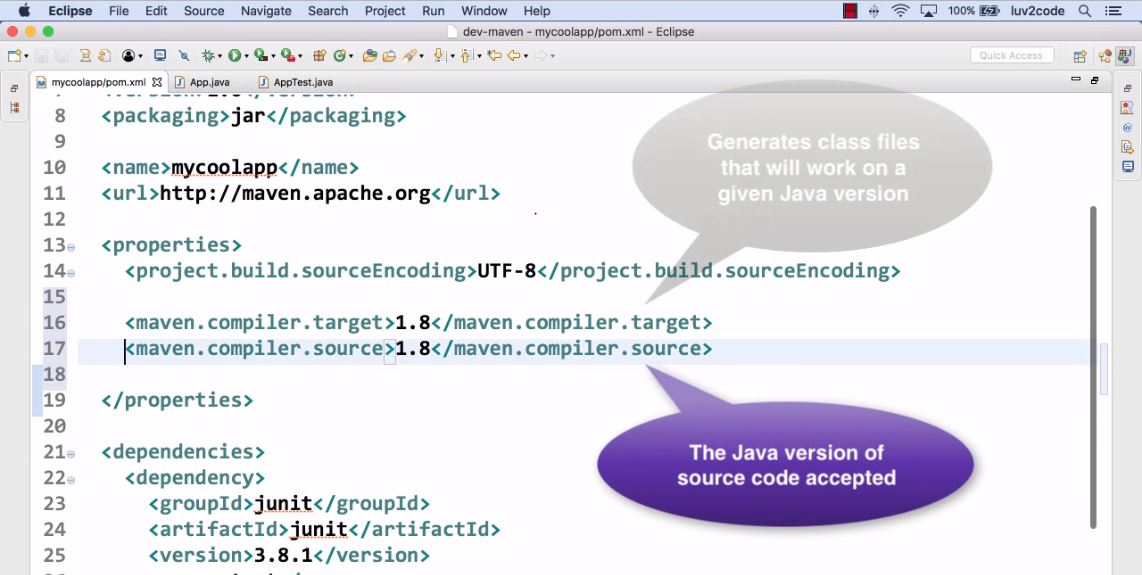 Eclipse File Edit Source Navigate Search Project Run Window Help 100% luv2code
dev-maven - mycoolapp/pom.xml - Eclipse
Quick Access
mycoolapp/pom.xml App.java AppTest.java
8 <packaging>jar</packaging>
9
10 <name>mycoolapp</name>
11 <url>http://maven.apache.org</url>
12
13 <properties>
14 <project.build.sourceEncoding>UTF-8</project.build.sourceEncoding>
15
16 <maven.compiler.target>1.8</maven.compiler.target>
17 <maven.compiler.source>1.8</maven.compiler.source>
18
19 </properties>
20
21 <dependencies>
22 <dependency>
23 <groupId>junit</groupId>
24 <artifactId>junit</artifactId>
25 <version>3.8.1</version>
Generates class files
that will work on a
given Java version
The Java version of
source code accepted